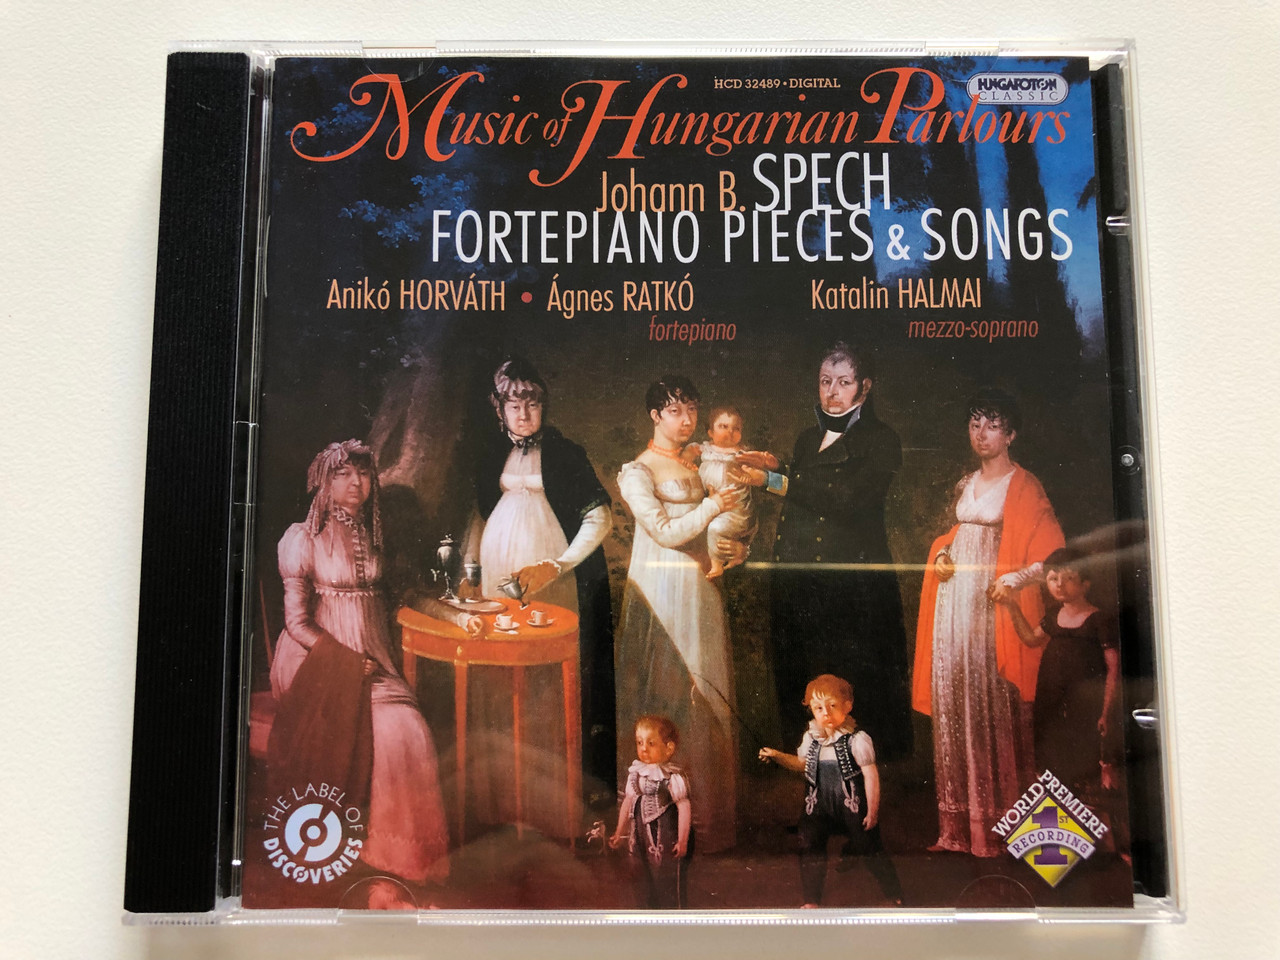 HCD 32489 • DIGITAL
HUNGAROTON
CLASSIC
Music of Hungarian Parlours
Johann B. SPECH
FORTEPIANO PIECES & SONGS
Anikó HORVÁTH • Ágnes RATKÓ
fortepiano
Katalin HALMAI
mezzo-soprano
THE LABEL OF
DISCOVERIES
WORLD PREMIERE
1ST
RECORDING